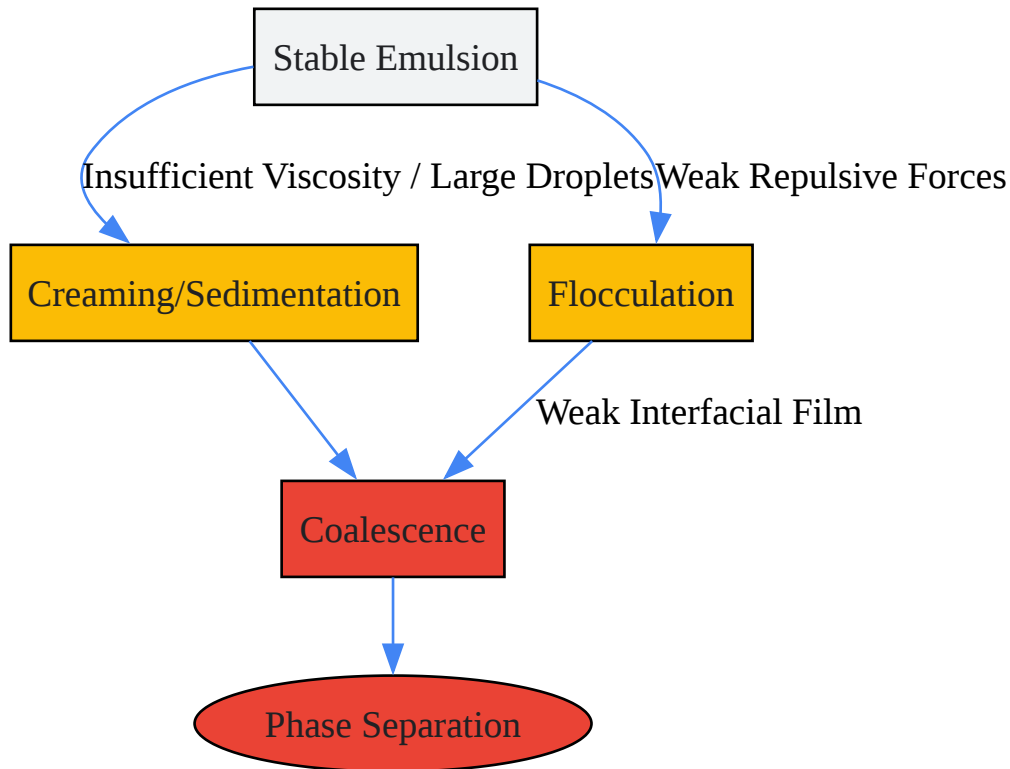 Stable Emulsion
Insufficient Viscosity / Large Droplets
Weak Repulsive Forces
Creaming/Sedimentation
Flocculation
Weak Interfacial Film
Coalescence
Phase Separation